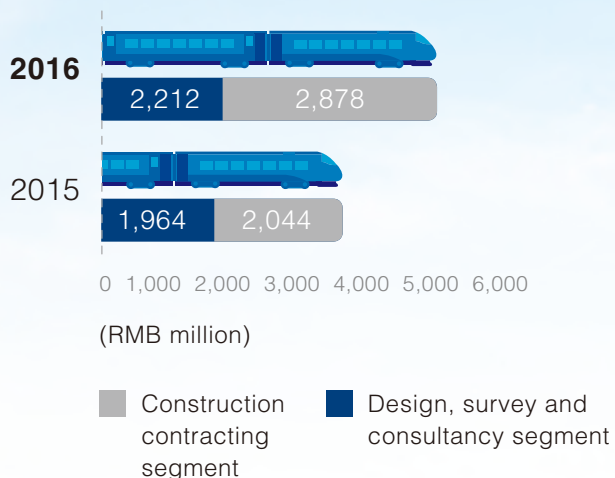 2016
2,212 2,878
2015
1,964 2,044
0 1,000 2,000 3,000 4,000 5,000 6,000
(RMB million)
Construction
contracting
segment
Design, survey and
consultancy segment